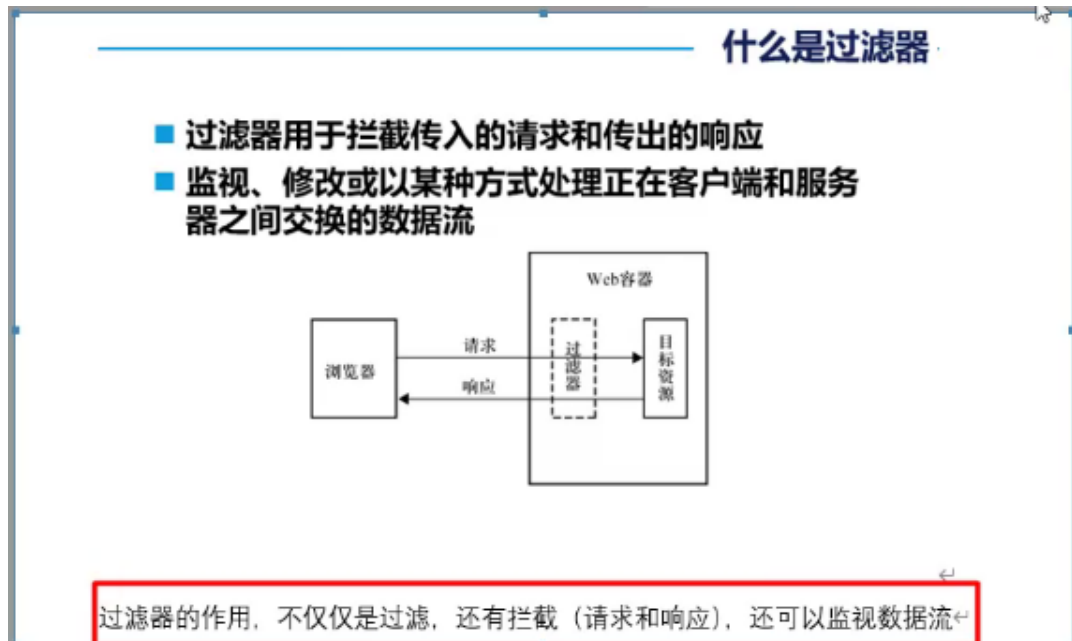 什么是过滤器
过滤器用于拦截传入的请求和传出的响应
监视、修改或以某种方式处理正在客户端和服务
器之间交换的数据流
Web容器
浏览器
请求
响应
过滤器
目标资源
过滤器的作用，不仅仅是过滤，还有拦截（请求和响应），还可以监视数据流